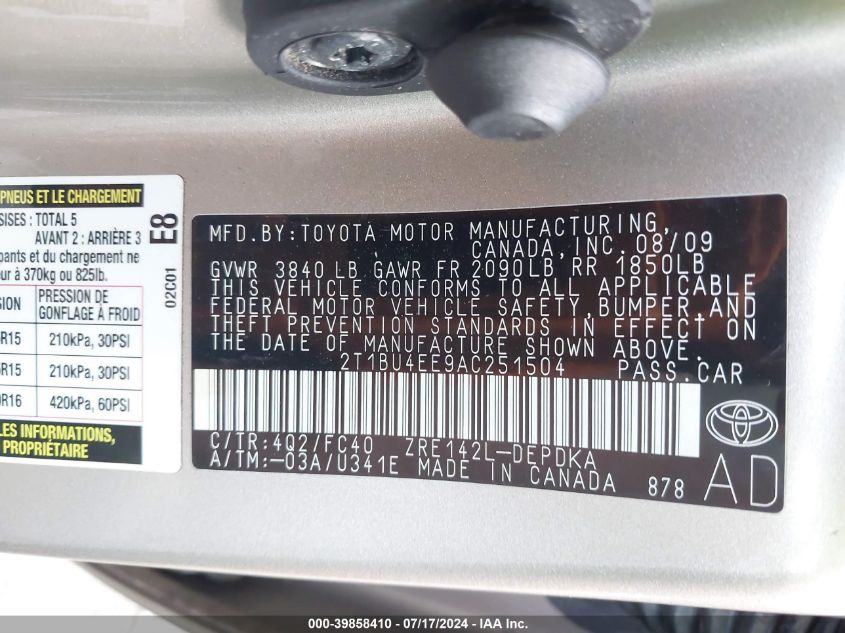 PNEUS ET LE CHARGEMENT
SISES : TOTAL 5
AVANT 2 : ARRIÈRE 3
pants et du chargement ne
ur à 370kg ou 825lb.
E8
02C01
SION
PRESSION DE
GONFLAGE À FROID
R15
210kPa, 30PSI
R15
210kPa, 30PSI
R16
420kPa, 60PSI
LES INFORMATIONS,
MFD. BY: TOYOTA MOTOR MANUFACTURING,
CANADA, INC. 08/09
GVWR 3840 LB GAWR FR 2090LB RR 1850LB
THIS VEHICLE CONFORMS TO ALL APPLICABLE
FEDERAL MOTOR VEHICLE SAFETY, BUMPER, AND
THEFT PREVENTION STANDARDS IN EFFECT ON
THE DATE OF MANUFACTURE SHOWN ABOVE.
2T1BU4EE9AC251504 PASS. CAR
C/TR: 4Q2/FC40 ZRE142L-DEPDKA
A/TM: -03A/U341E MADE IN CANADA 878
AD
000-39858410 - 07/17/2024 - IAA Inc.